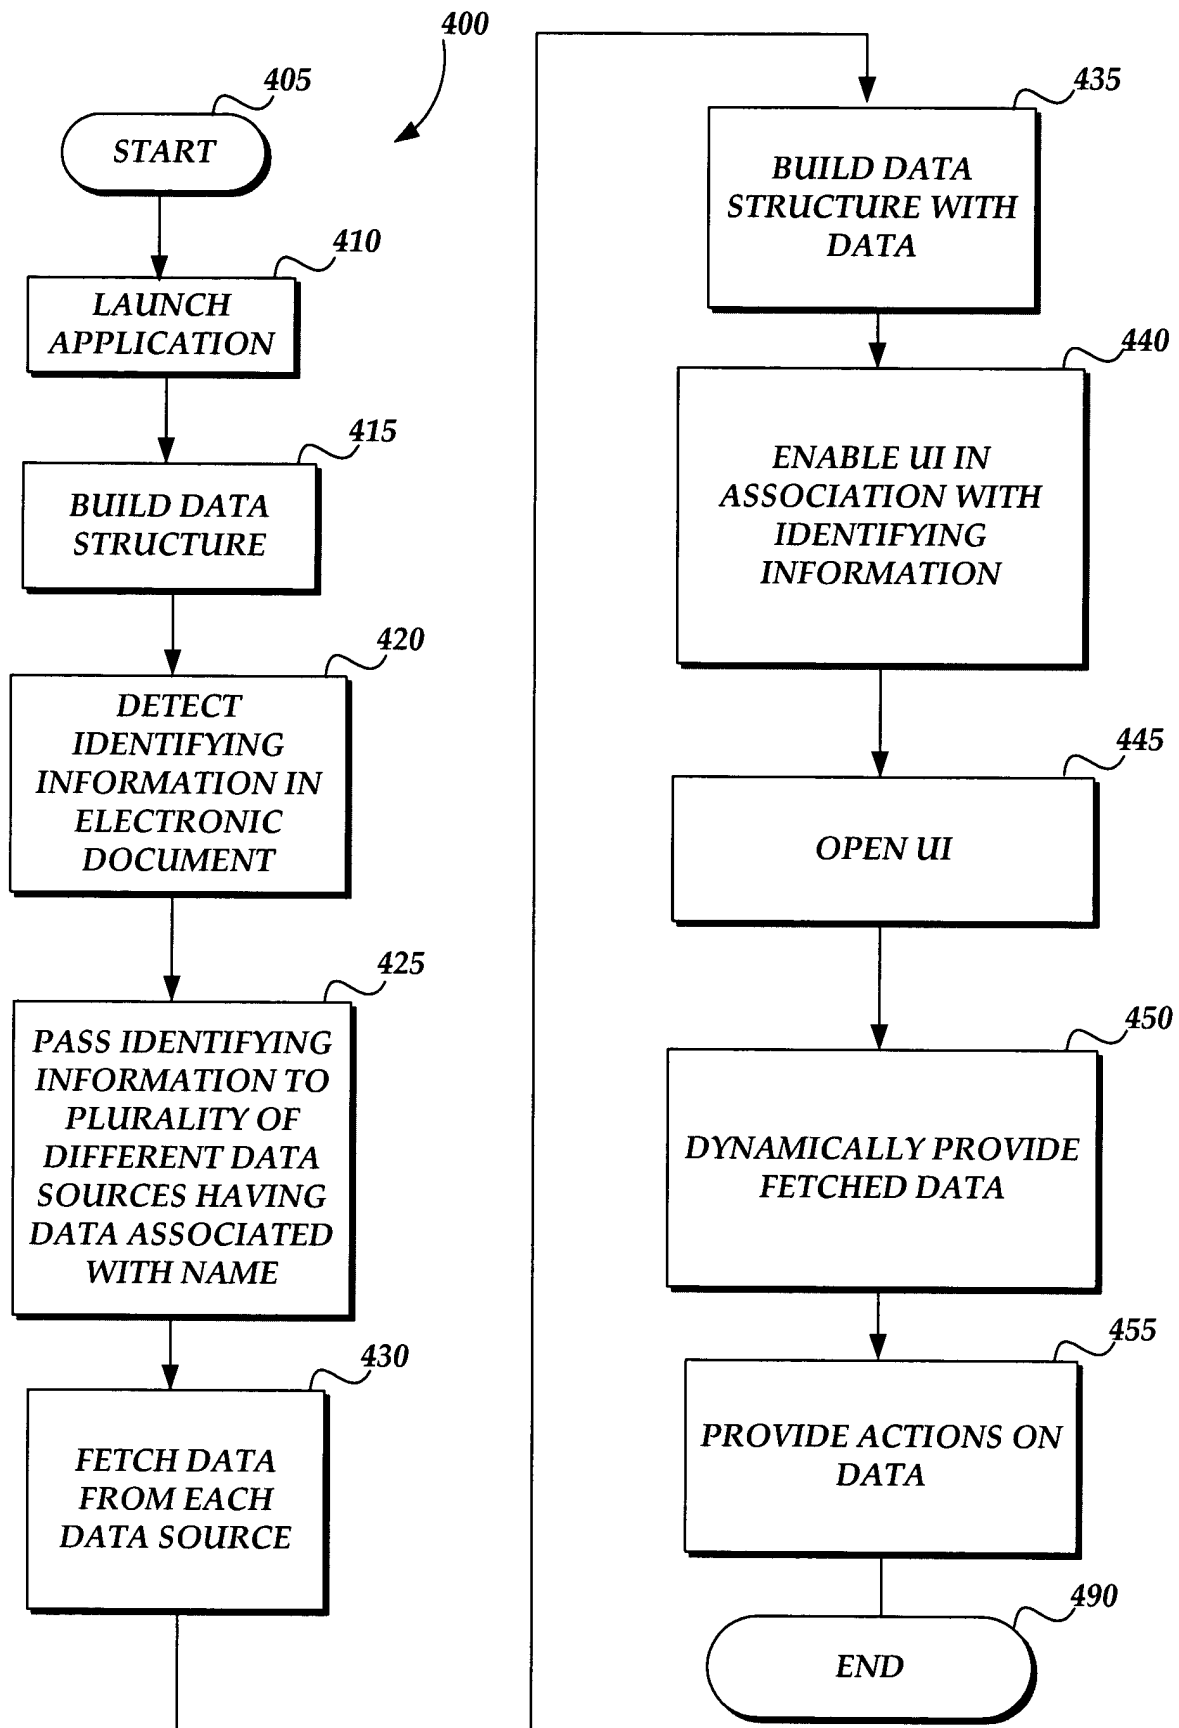 400
405
START
410
LAUNCH
APPLICATION
415
BUILD DATA
STRUCTURE
420
DETECT
IDENTIFYING
INFORMATION IN
ELECTRONIC
DOCUMENT
425
PASS IDENTIFYING
INFORMATION TO
PLURALITY OF
DIFFERENT DATA
SOURCES HAVING
DATA ASSOCIATED
WITH NAME
430
FETCH DATA
FROM EACH
DATA SOURCE
435
BUILD DATA
STRUCTURE WITH
DATA
440
ENABLE UI IN
ASSOCIATION WITH
IDENTIFYING
INFORMATION
445
OPEN UI
450
DYNAMICALLY PROVIDE
FETCHED DATA
455
PROVIDE ACTIONS ON
DATA
490
END